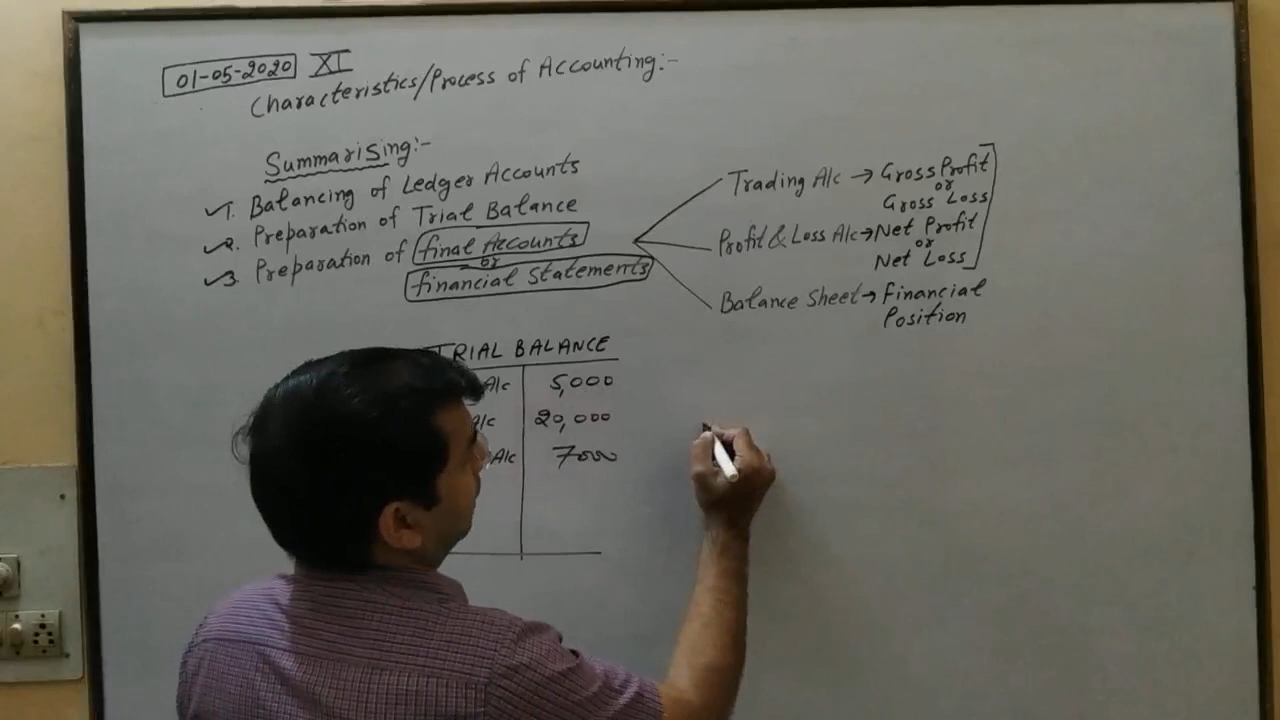 01-05-2020 XI
Characteristics/Process of Accounting:-
Summarising:-
1. Balancing of Ledger Accounts
2. Preparation of Trial Balance
3. Preparation of final Accounts
or
financial Statements
Trading A/c → Gross Profit
or
Gross Loss
Profit & Loss A/c → Net Profit
or
Net Loss
Balance Sheet → Financial
Position
TRIAL BALANCE
A/c 5,000
A/c 20,000
A/c 7000